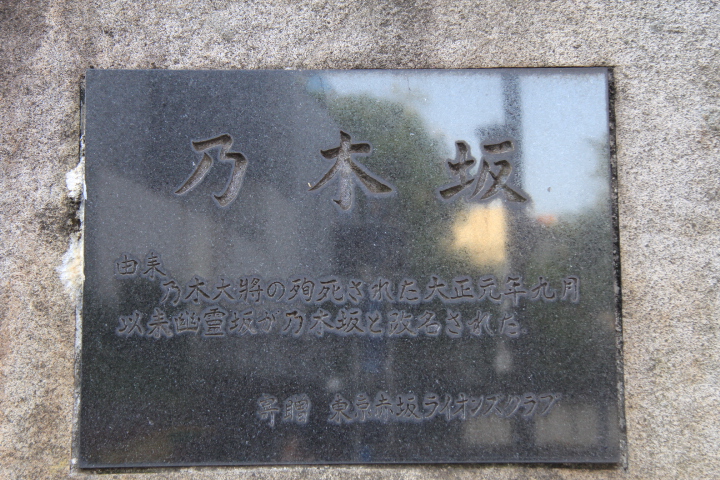 乃木坂
由来
乃木大將の殉死された大正元年九月
以来幽霊坂が乃木坂と改名された
寄贈 東京赤坂ライオンズクラブ